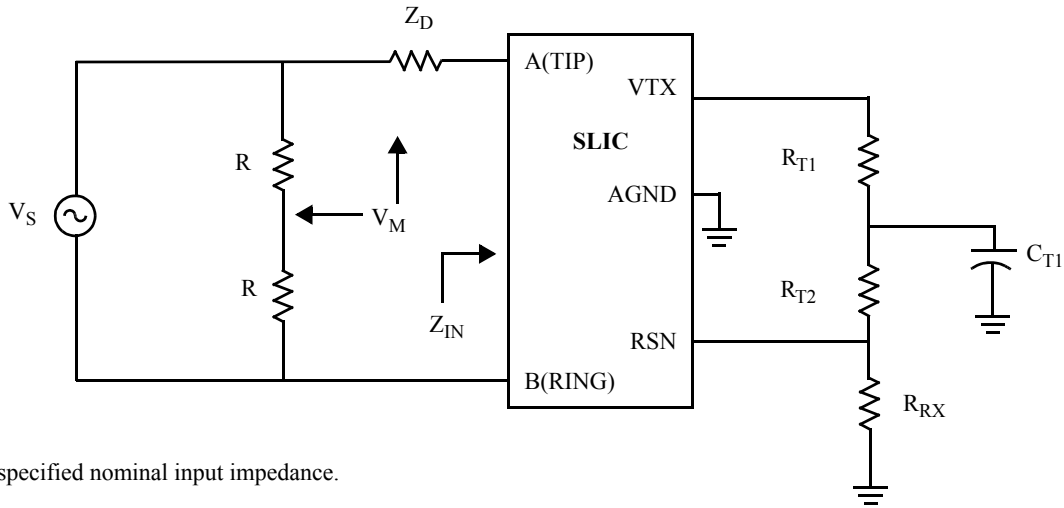 Z_D
A(TIP)
VTX
SLIC
R
R_T1
V_S
V_M
AGND
C_T1
R
R_T2
Z_IN
RSN
B(RING)
R_RX
specified nominal input impedance.